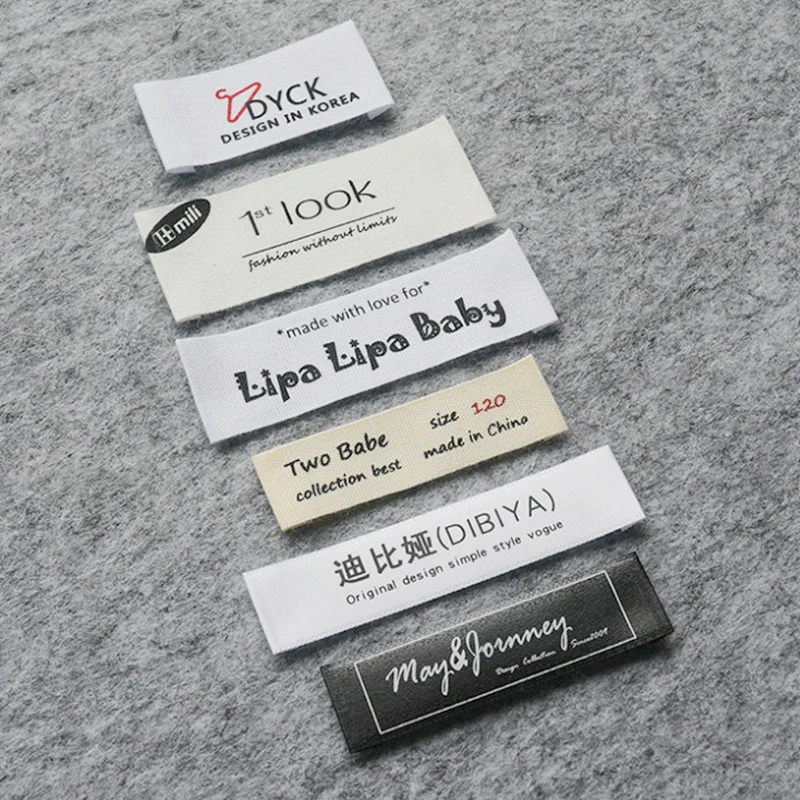 DYCK
DESIGN IN KOREA
mili
1st look
fashion without limits
*made with love for*
Lipa Lipa Baby
Two Babe size 120
collection best made in China
迪比娅(DIBIYA)
Original design simple style vogue
May&Jornney
Design Collection Since2008